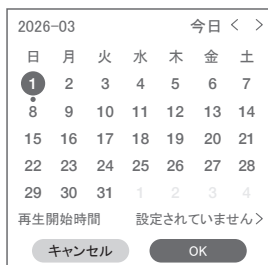 2026-03 今日 < >
日 月 火 水 木 金 土
1 2 3 4 5 6 7
8 9 10 11 12 13 14
15 16 17 18 19 20 21
22 23 24 25 26 27 28
29 30 31 1 2 3 4
再生開始時間 設定されていません>
キャンセル OK